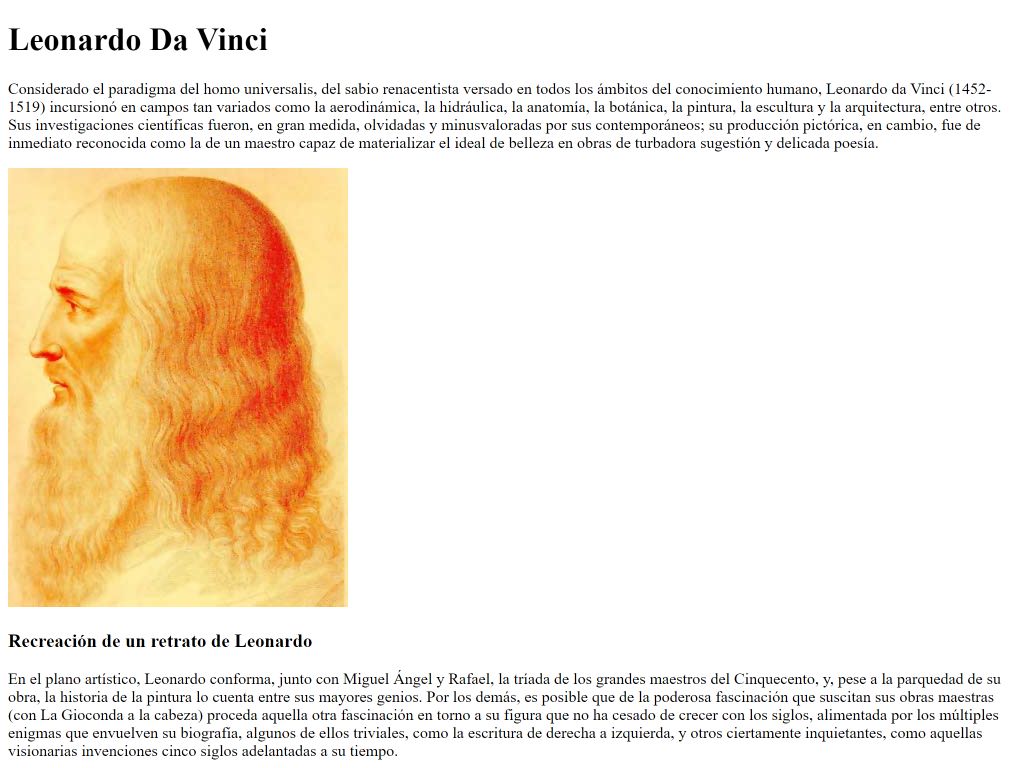 Leonardo Da Vinci
Considerado el paradigma del homo universalis, del sabio renacentista versado en todos los ámbitos del conocimiento humano, Leonardo da Vinci (1452-
1519) incursionó en campos tan variados como la aerodinámica, la hidráulica, la anatomía, la botánica, la pintura, la escultura y la arquitectura, entre otros.
Sus investigaciones científicas fueron, en gran medida, olvidadas y minusvaloradas por sus contemporáneos; su producción pictórica, en cambio, fue de
inmediato reconocida como la de un maestro capaz de materializar el ideal de belleza en obras de turbadora sugestión y delicada poesía.
Recreación de un retrato de Leonardo
En el plano artístico, Leonardo conforma, junto con Miguel Ángel y Rafael, la tríada de los grandes maestros del Cinquecento, y, pese a la parquedad de su
obra, la historia de la pintura lo cuenta entre sus mayores genios. Por los demás, es posible que de la poderosa fascinación que suscitan sus obras maestras
(con La Gioconda a la cabeza) proceda aquella otra fascinación en torno a su figura que no ha cesado de crecer con los siglos, alimentada por los múltiples
enigmas que envuelven su biografía, algunos de ellos triviales, como la escritura de derecha a izquierda, y otros ciertamente inquietantes, como aquellas
visionarias invenciones cinco siglos adelantadas a su tiempo.